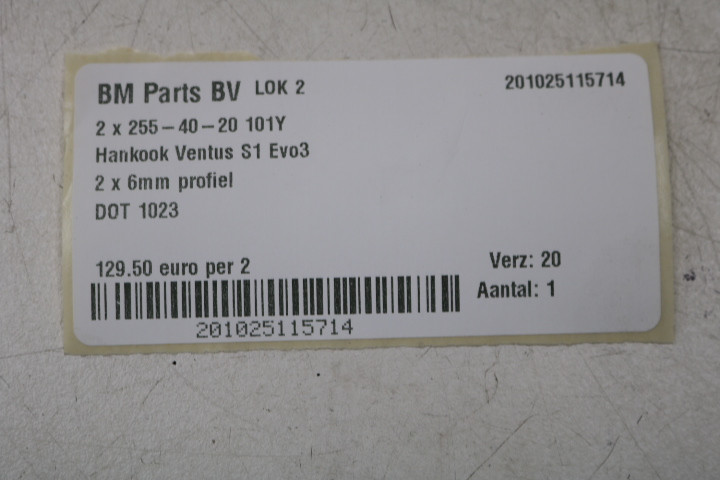 BM Parts BV LOK 2 201025115714
2 x 255-40-20 101Y
Hankook Ventus S1 Evo3
2 x 6mm profiel
DOT 1023
129.50 euro per 2 Verz: 20
Aantal: 1
201025115714